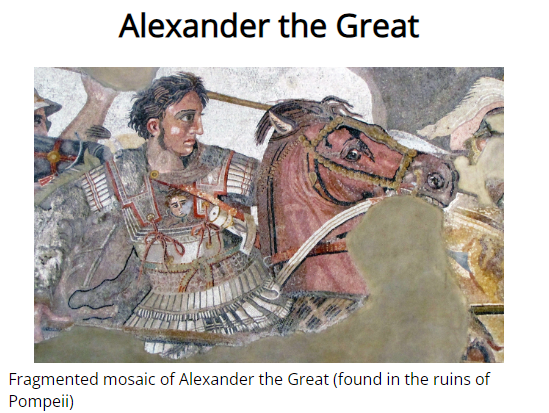 Alexander the Great
Fragmented mosaic of Alexander the Great (found in the ruins of
Pompeii)